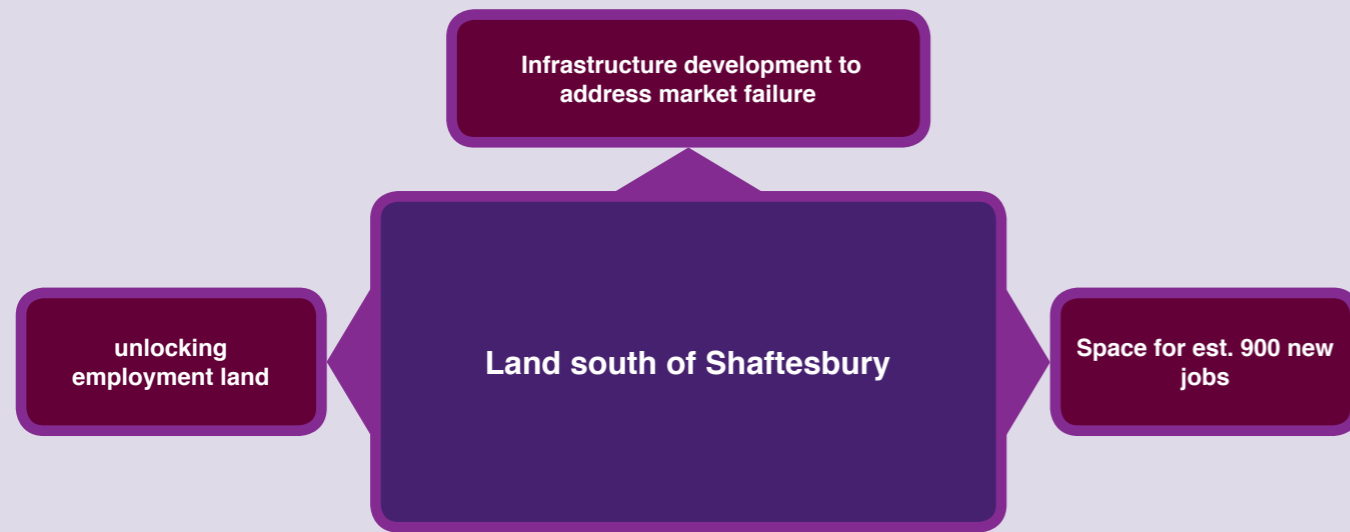 Infrastructure development to
address market failure
unlocking
employment land
Land south of Shaftesbury
Space for est. 900 new
jobs